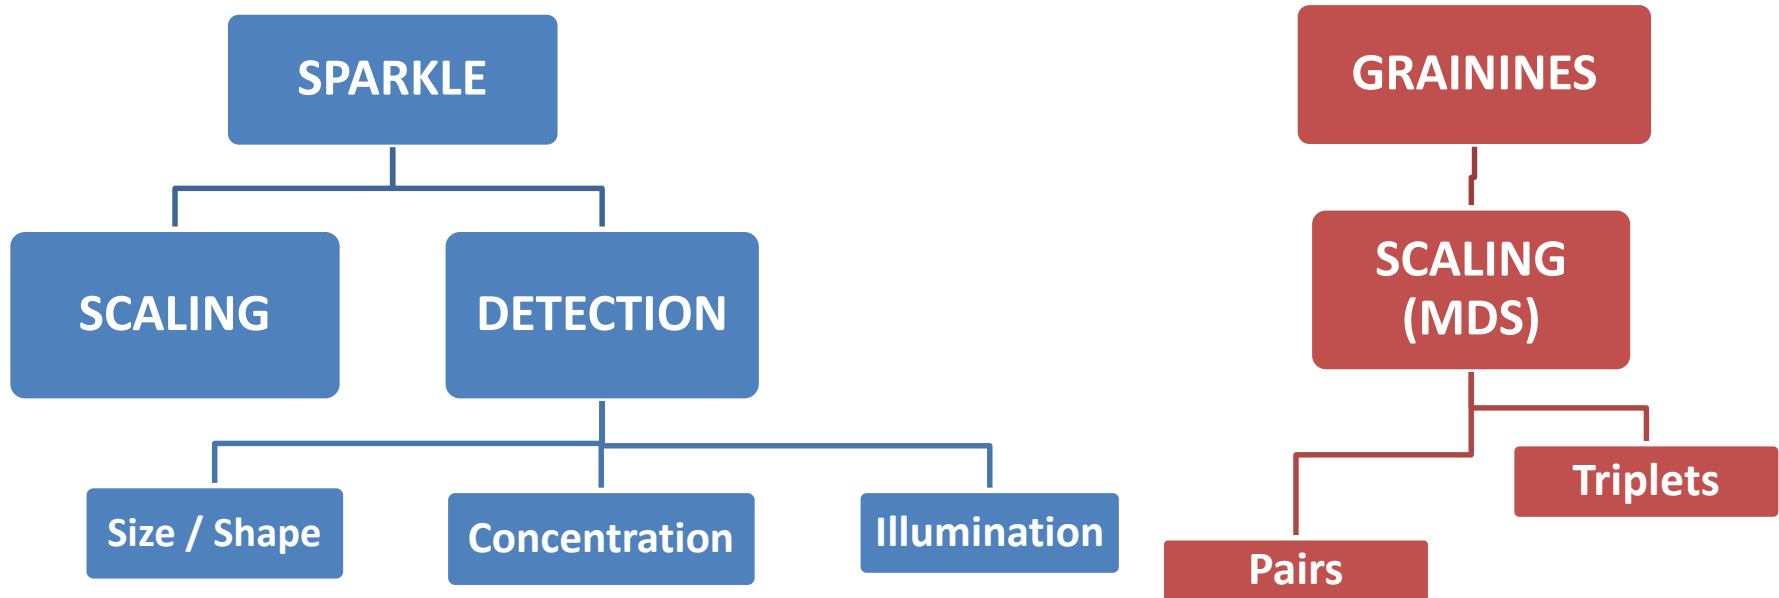 SPARKLE
SCALING
DETECTION
Size / Shape
Concentration
Illumination
GRAININES
SCALING
(MDS)
Triplets
Pairs